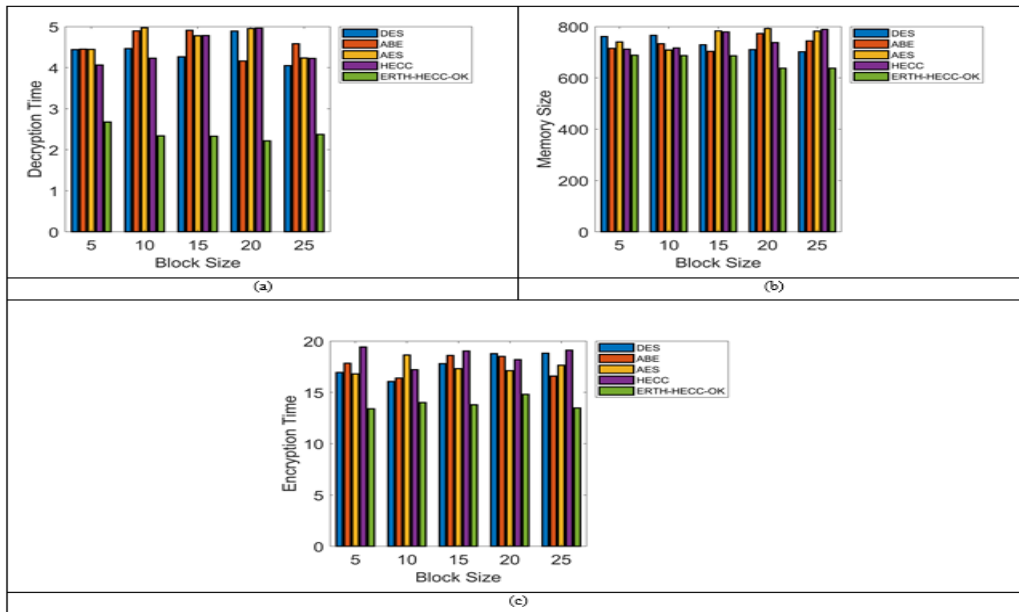 5
4
3
2
1
0
Decryption Time
5 10 15 20 25
Block Size
DES
ABE
AES
HECC
ERTH-HECC-OK
(a)
800
600
400
200
0
Memory Size
5 10 15 20 25
Block Size
DES
ABE
AES
HECC
ERTH-HECC-OK
(b)
20
15
10
5
0
Encryption Time
5 10 15 20 25
Block Size
DES
ABE
AES
HECC
ERTH-HECC-OK
(c)